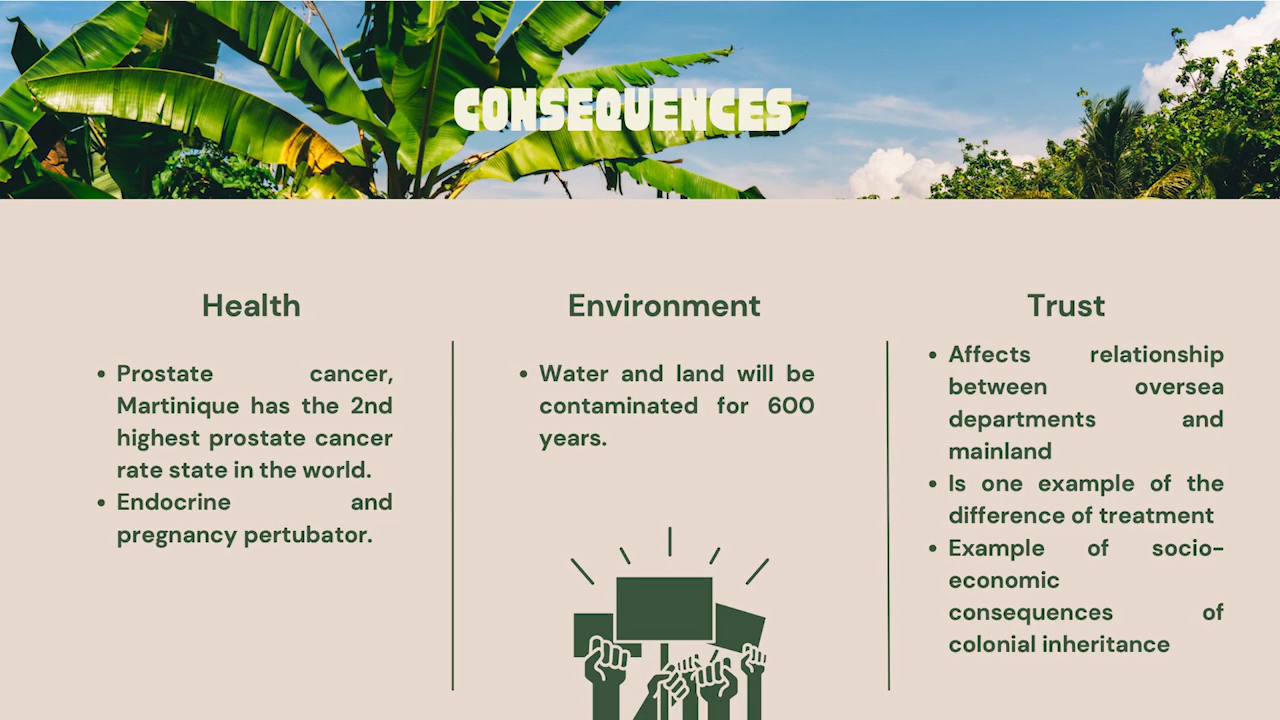 CONSEQUENCES
Health
• Prostate cancer,
Martinique has the 2nd
highest prostate cancer
rate state in the world.
• Endocrine and
pregnancy pertubator.
Environment
• Water and land will be
contaminated for 600
years.
Trust
• Affects relationship
between oversea
departments and
mainland
• Is one example of the
difference of treatment
• Example of socio-
economic
consequences of
colonial inheritance